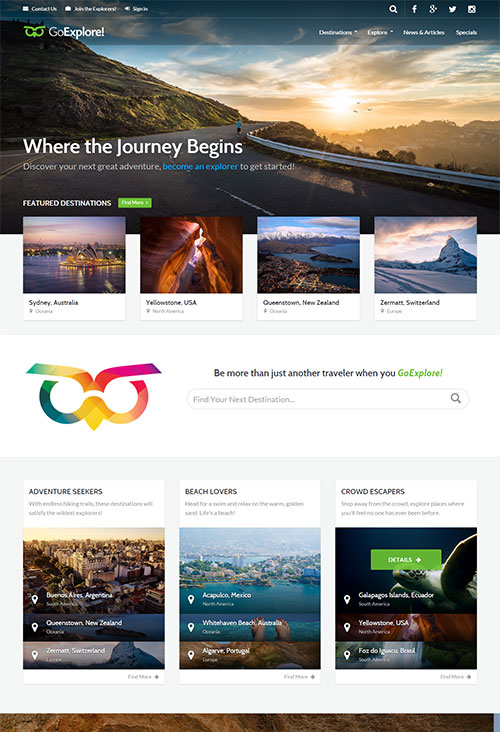 Contact Us Join the Explorers! Sign in
GoExplore!
Destinations Explore News & Articles Specials
Where the Journey Begins
Discover your next great adventure, become an explorer to get started!
FEATURED DESTINATIONS Find More
Sydney, Australia
Oceania
Yellowstone, USA
North America
Queenstown, New Zealand
Oceania
Zermatt, Switzerland
Europe
Be more than just another traveler when you GoExplore!
Find Your Next Destination...
ADVENTURE SEEKERS
With endless hiking trails, these destinations will
satisfy the wildest explorers!
Buenos Aires, Argentina
South America
Queenstown, New Zealand
Oceania
Zermatt, Switzerland
Europe
Find More
BEACH LOVERS
Head for a swim and relax on the warm, golden
sand. Life's a beach!
Acapulco, Mexico
North America
Whitehaven Beach, Australia
Oceania
Algarve, Portugal
Europe
Find More
CROWD ESCAPERS
Step away from the crowd, explore places where
you'll feel no one has ever been before.
DETAILS
Galapagos Islands, Ecuador
South America
Yellowstone, USA
North America
Foz do Iguacu, Brasil
South America
Find More